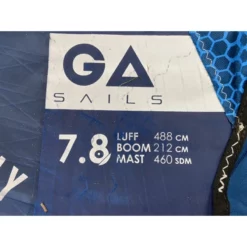 GA
SAILS
7.8
LUFF 488 CM
BOOM 212 CM
MAST 460 SDM